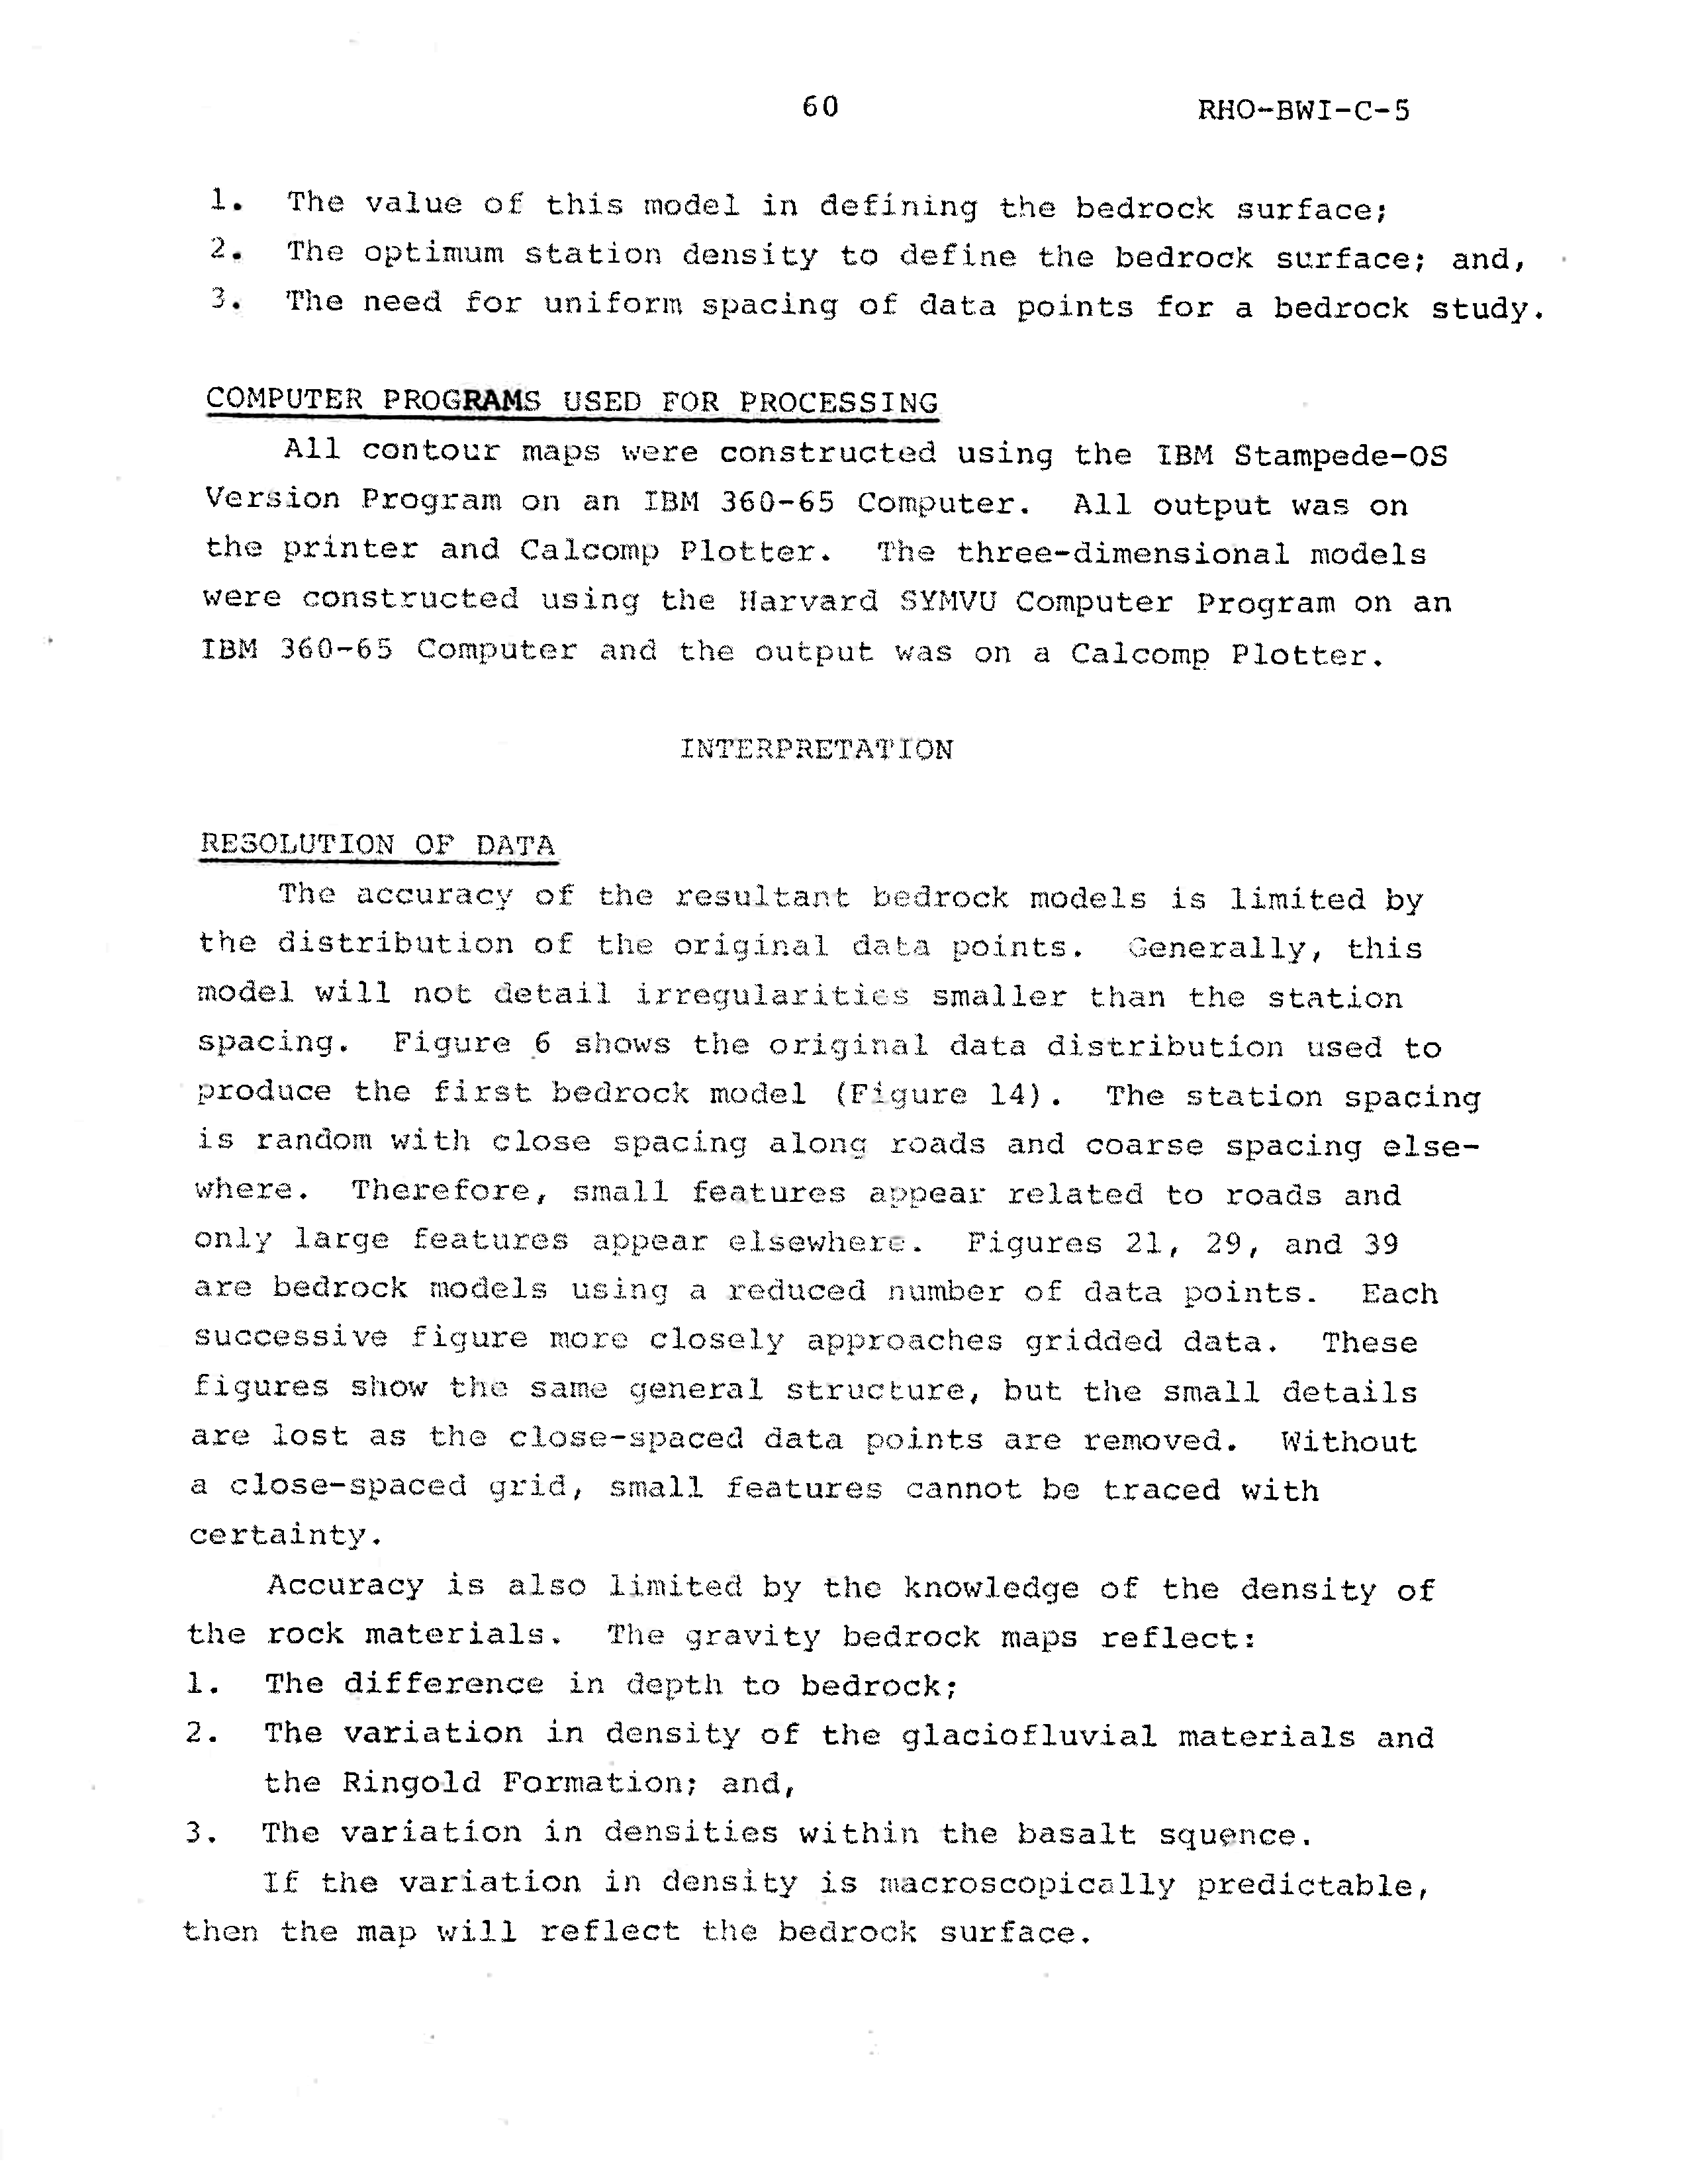 60
RHO-BWI-C-5
1. The value of this model in defining the bedrock surface;
2. The optimum station density to define the bedrock surface; and,
3. The need for uniform spacing of data points for a bedrock study.
COMPUTER PROGRAMS USED FOR PROCESSING
All contour maps were constructed using the IBM Stampede-OS
Version Program on an IBM 360-65 Computer. All output was on
the printer and Calcomp Plotter. The three-dimensional models
were constructed using the Harvard SYMVU Computer Program on an
IBM 360-65 Computer and the output was on a Calcomp Plotter.
INTERPRETATION
RESOLUTION OF DATA
The accuracy of the resultant bedrock models is limited by
the distribution of the original data points. Generally, this
model will not detail irregularities smaller than the station
spacing. Figure 6 shows the original data distribution used to
produce the first bedrock model (Figure 14). The station spacing
is random with close spacing along roads and coarse spacing else-
where. Therefore, small features appear related to roads and
only large features appear elsewhere. Figures 21, 29, and 39
are bedrock models using a reduced number of data points. Each
successive figure more closely approaches gridded data. These
figures show the same general structure, but the small details
are lost as the close-spaced data points are removed. Without
a close-spaced grid, small features cannot be traced with
certainty.
Accuracy is also limited by the knowledge of the density of
the rock materials. The gravity bedrock maps reflect:
1. The difference in depth to bedrock;
2. The variation in density of the glaciofluvial materials and
the Ringold Formation; and,
3. The variation in densities within the basalt squence.
If the variation in density is macroscopically predictable,
then the map will reflect the bedrock surface.